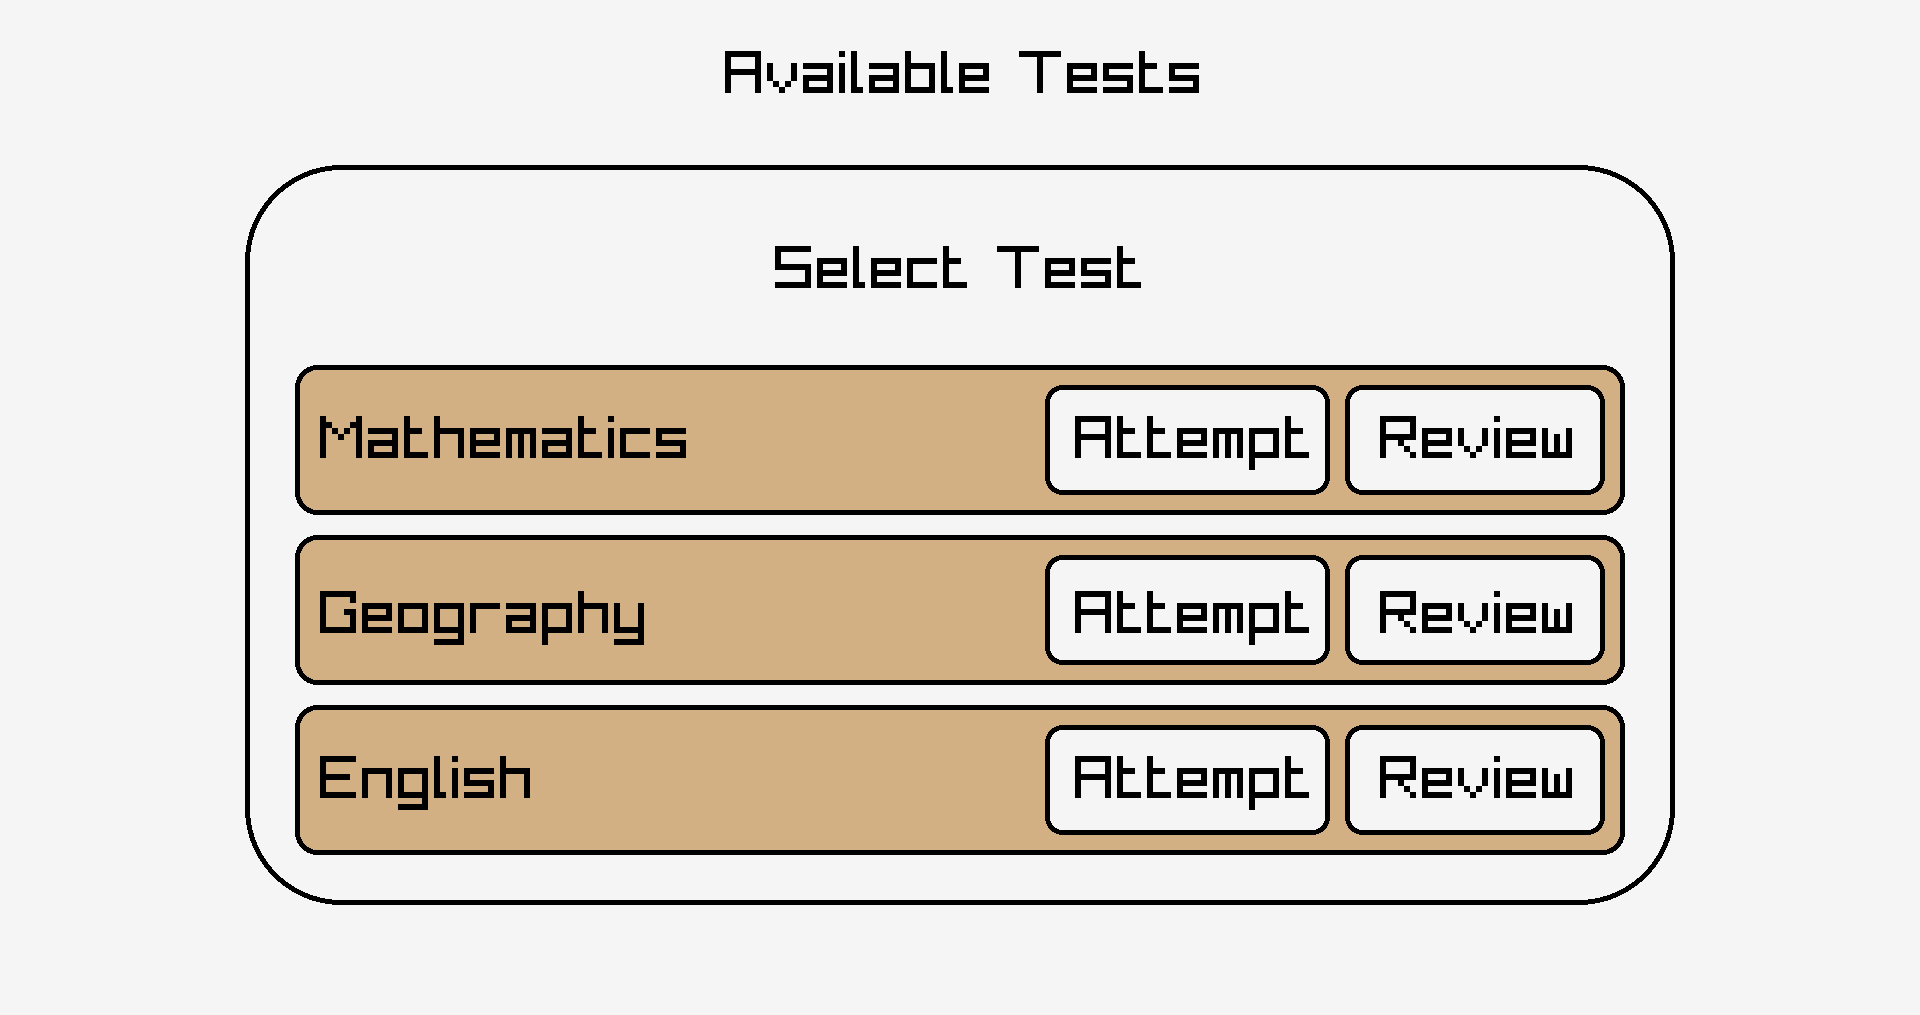 Available Tests
Select Test
Mathematics Attempt Review
Geography Attempt Review
English Attempt Review